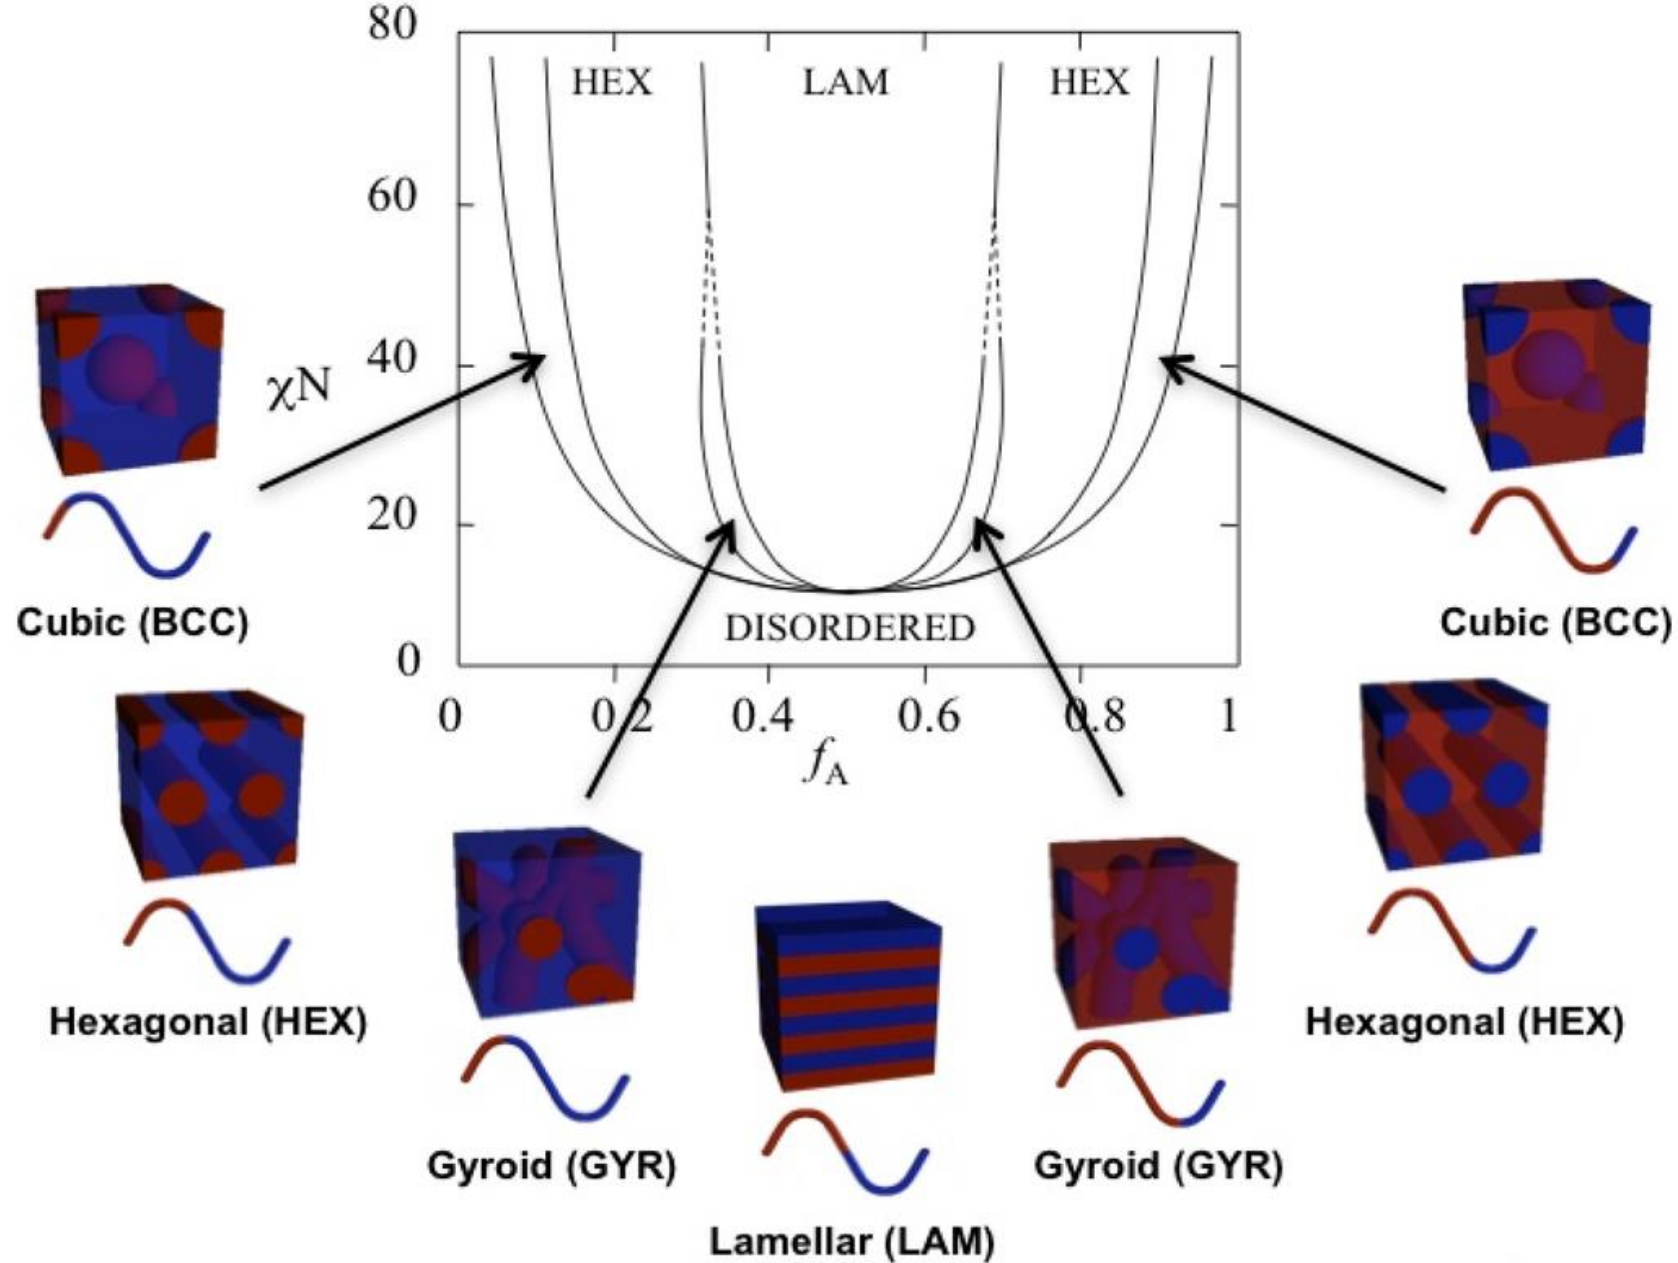 80
HEX LAM HEX
60
40
χN
20
DISORDERED
0
0 0.2 0.4 0.6 0.8 1
fA
Cubic (BCC)
Cubic (BCC)
Hexagonal (HEX)
Hexagonal (HEX)
Gyroid (GYR)
Gyroid (GYR)
Lamellar (LAM)